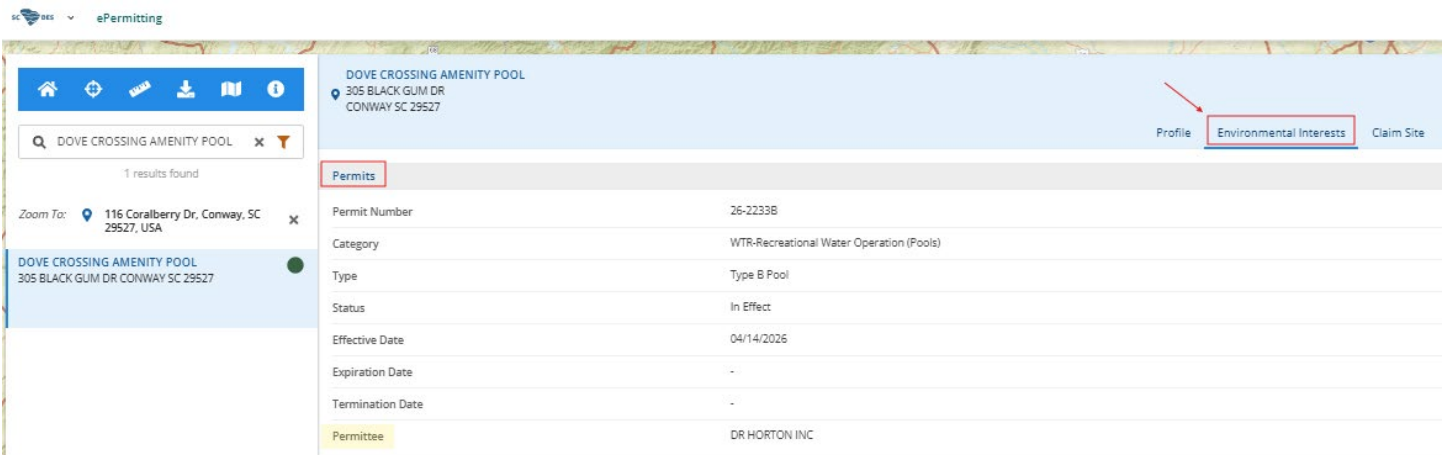 SC DES ePermitting
DOVE CROSSING AMENITY POOL
1 results found
Zoom To: 116 Coralberry Dr, Conway, SC
29527, USA
DOVE CROSSING AMENITY POOL
305 BLACK GUM DR CONWAY SC 29527
DOVE CROSSING AMENITY POOL
305 BLACK GUM DR
CONWAY SC 29527
Profile Environmental Interests Claim Site
Permits
Permit Number 26-2233B
Category WTR-Recreational Water Operation (Pools)
Type Type B Pool
Status In Effect
Effective Date 04/14/2026
Expiration Date -
Termination Date -
Permittee DR HORTON INC